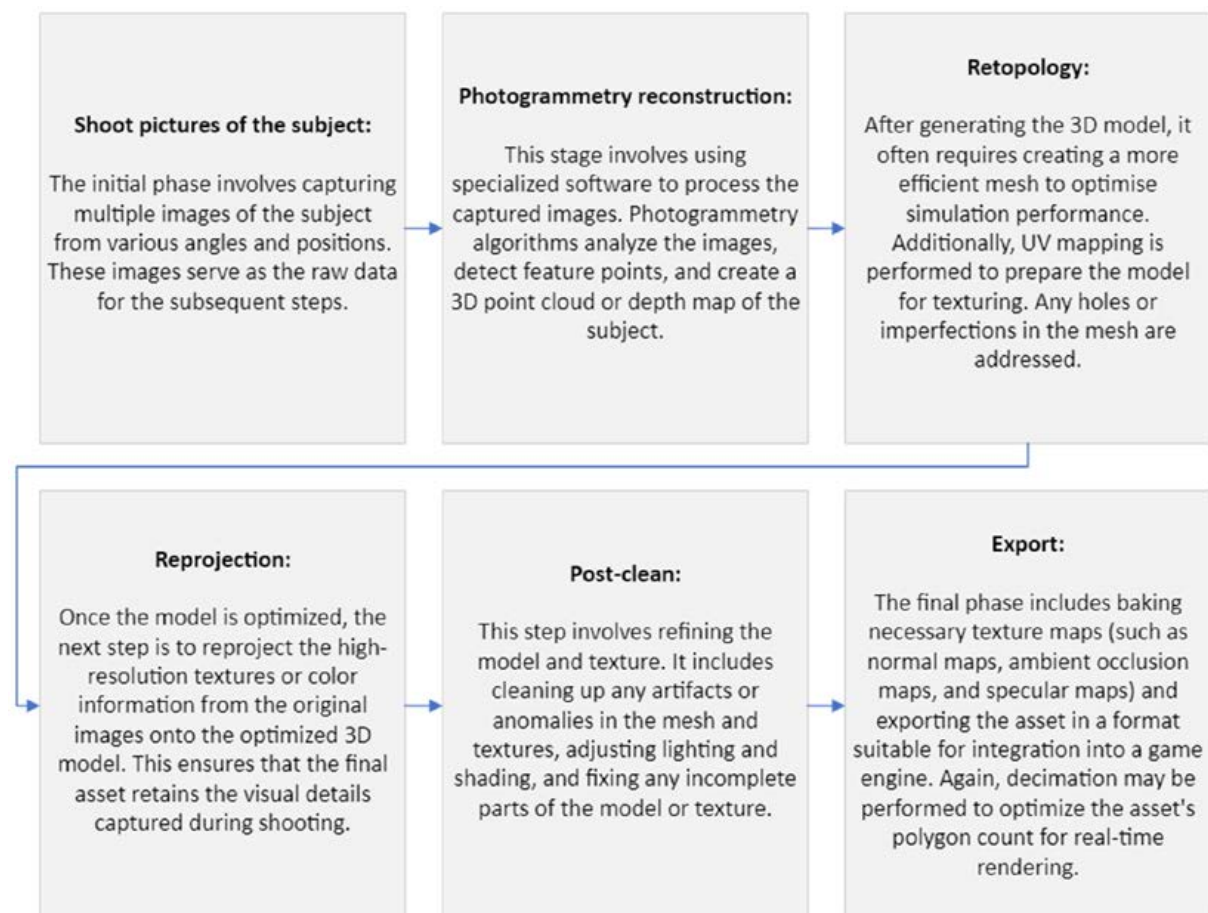 Shoot pictures of the subject:
The initial phase involves capturing
multiple images of the subject
from various angles and positions.
These images serve as the raw data
for the subsequent steps.
Photogrammetry reconstruction:
This stage involves using
specialized software to process the
captured images. Photogrammetry
algorithms analyze the images,
detect feature points, and create a
3D point cloud or depth map of the
subject.
Retopology:
After generating the 3D model, it
often requires creating a more
efficient mesh to optimise
simulation performance.
Additionally, UV mapping is
performed to prepare the model
for texturing. Any holes or
imperfections in the mesh are
addressed.
Reprojection:
Once the model is optimized, the
next step is to reproject the high-
resolution textures or color
information from the original
images onto the optimized 3D
model. This ensures that the final
asset retains the visual details
captured during shooting.
Post-clean:
This step involves refining the
model and texture. It includes
cleaning up any artifacts or
anomalies in the mesh and
textures, adjusting lighting and
shading, and fixing any incomplete
parts of the model or texture.
Export:
The final phase includes baking
necessary texture maps (such as
normal maps, ambient occlusion
maps, and specular maps) and
exporting the asset in a format
suitable for integration into a game
engine. Again, decimation may be
performed to optimize the asset's
polygon count for real-time
rendering.